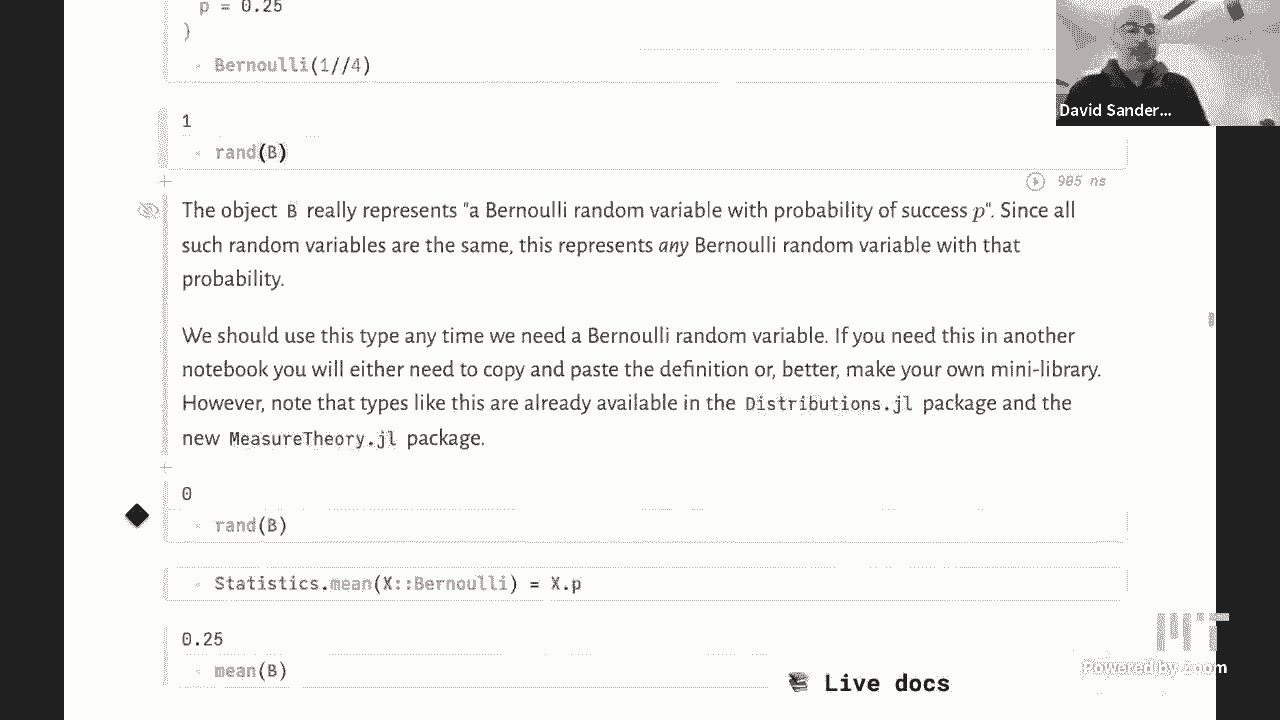 p = 0.25
)
Bernoulli(1//4)
1
rand(B)
905 ns
The object B really represents "a Bernoulli random variable with probability of success p". Since all
such random variables are the same, this represents any Bernoulli random variable with that
probability.
We should use this type any time we need a Bernoulli random variable. If you need this in another
notebook you will either need to copy and paste the definition or, better, make your own mini-library.
However, note that types like this are already available in the Distributions.jl package and the
new MeasureTheory.jl package.
0
rand(B)
Statistics.mean(X::Bernoulli) = X.p
0.25
mean(B)
Live docs
David Sander...
MIT
Powered by Zoom